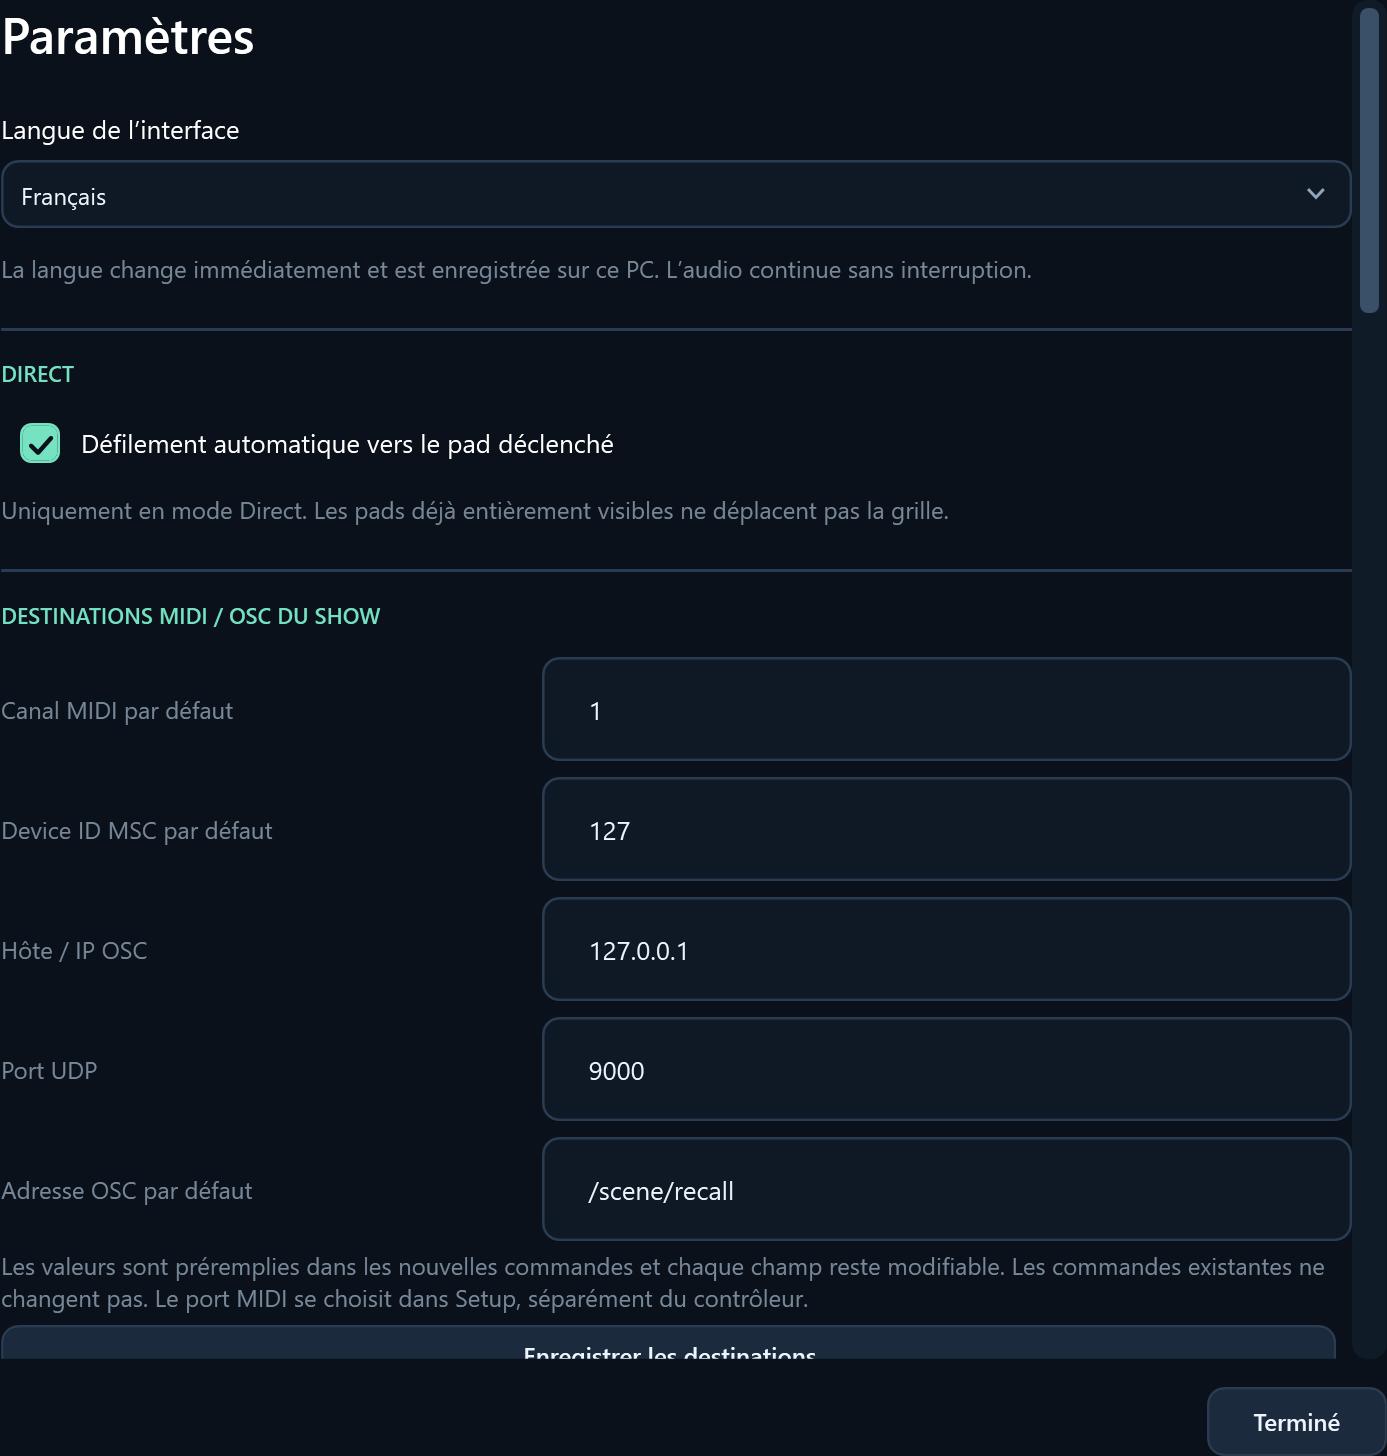 Paramètres
Langue de l’interface
Français
La langue change immédiatement et est enregistrée sur ce PC. L’audio continue sans interruption.
DIRECT
Défilement automatique vers le pad déclenché
Uniquement en mode Direct. Les pads déjà entièrement visibles ne déplacent pas la grille.
DESTINATIONS MIDI / OSC DU SHOW
Canal MIDI par défaut
1
Device ID MSC par défaut
127
Hôte / IP OSC
127.0.0.1
Port UDP
9000
Adresse OSC par défaut
/scene/recall
Les valeurs sont préremplies dans les nouvelles commandes et chaque champ reste modifiable. Les commandes existantes ne
changent pas. Le port MIDI se choisit dans Setup, séparément du contrôleur.
Enregistrer les destinations
Terminé